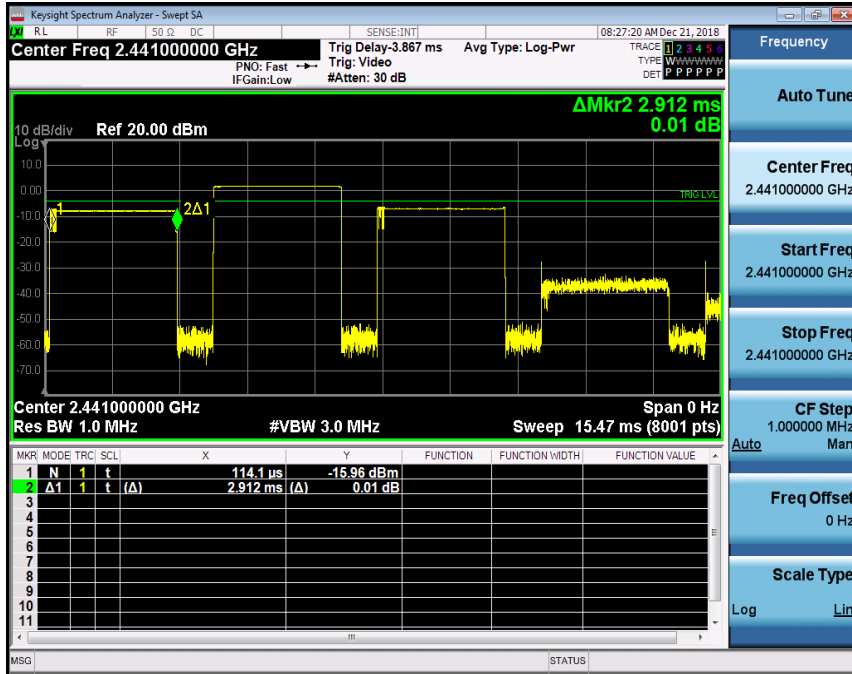 Keysight Spectrum Analyzer - Swept SA
LXI RL RF 50 Ω DC SENSE:INT 08:27:20 AM Dec 21, 2018
Center Freq 2.441000000 GHz
PNO: Fast
IFGain:Low
Trig Delay-3.867 ms
Trig: Video
#Atten: 30 dB
Avg Type: Log-Pwr
TRACE 1 2 3 4 5 6
TYPE WWWWWW
DET P P P P P P
ΔMkr2 2.912 ms
0.01 dB
10 dB/div Ref 20.00 dBm
Log
10.0
0.00
TRIG LVL
-10.0
1
2Δ1
-20.0
-30.0
-40.0
-50.0
-60.0
-70.0
Center 2.441000000 GHz Span 0 Hz
Res BW 1.0 MHz #VBW 3.0 MHz Sweep 15.47 ms (8001 pts)
MKR MODE TRC SCL X Y FUNCTION FUNCTION WIDTH FUNCTION VALUE
1 N 1 t 114.1 µs -15.96 dBm
2 Δ1 1 t (Δ) 2.912 ms (Δ) 0.01 dB
3
4
5
6
7
8
9
10
11
MSG STATUS
Frequency
Auto Tune
Center Freq
2.441000000 GHz
Start Freq
2.441000000 GHz
Stop Freq
2.441000000 GHz
CF Step
1.000000 MHz
Auto Man
Freq Offset
0 Hz
Scale Type
Log Lin